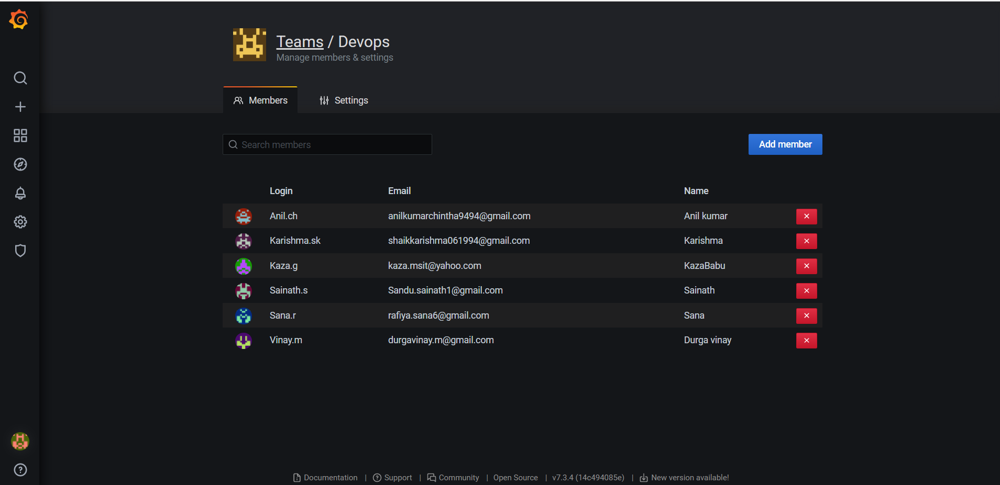 Teams / Devops
Manage members & settings
Members Settings
Search members Add member
Login Email Name
Anil.ch anilkumarchintha9494@gmail.com Anil kumar
Karishma.sk shaikkarishma061994@gmail.com Karishma
Kaza.g kaza.msit@yahoo.com KazaBabu
Sainath.s Sandu.sainath1@gmail.com Sainath
Sana.r rafiya.sana6@gmail.com Sana
Vinay.m durgavinay.m@gmail.com Durga vinay
Documentation | Support | Community | Open Source | v7.3.4 (14c494085e) | New version available!